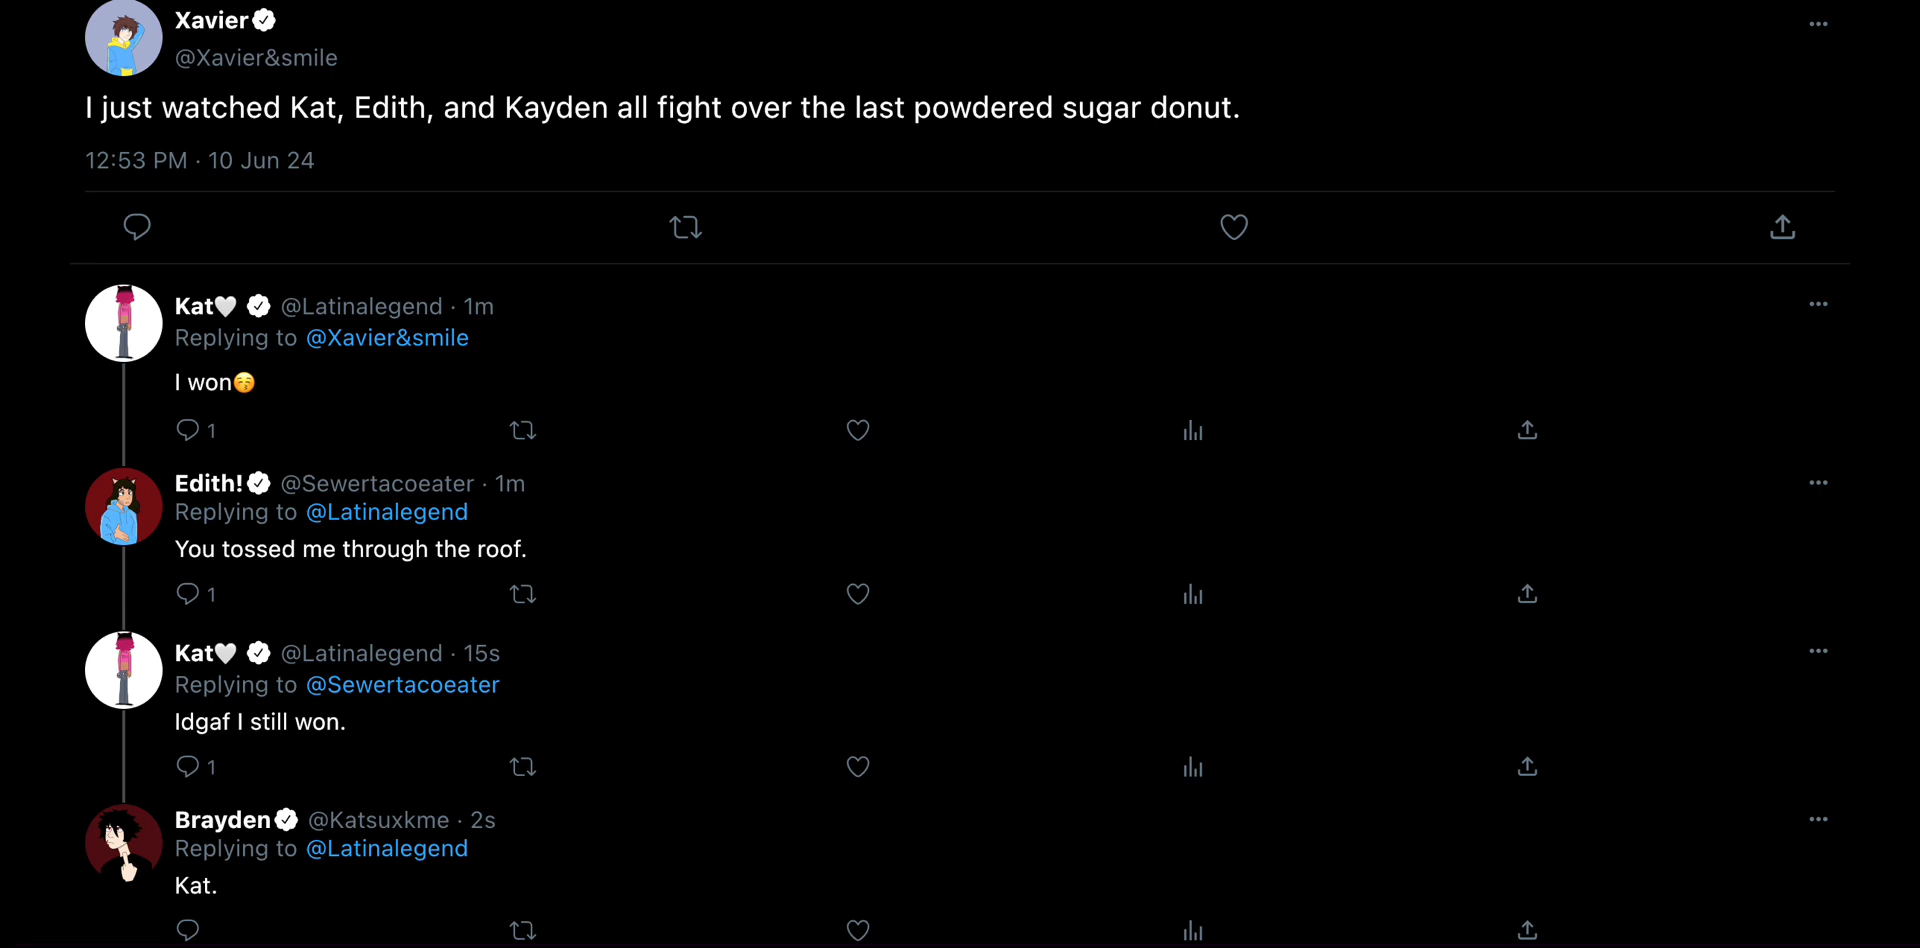 Xavier
@Xavier&smile
I just watched Kat, Edith, and Kayden all fight over the last powdered sugar donut.
12:53 PM · 10 Jun 24
Kat🤍 @Latinalegend · 1m
Replying to @Xavier&smile
I won😚
1
Edith! @Sewertacoeater · 1m
Replying to @Latinalegend
You tossed me through the roof.
1
Kat🤍 @Latinalegend · 15s
Replying to @Sewertacoeater
Idgaf I still won.
1
Brayden @Katsuxkme · 2s
Replying to @Latinalegend
Kat.